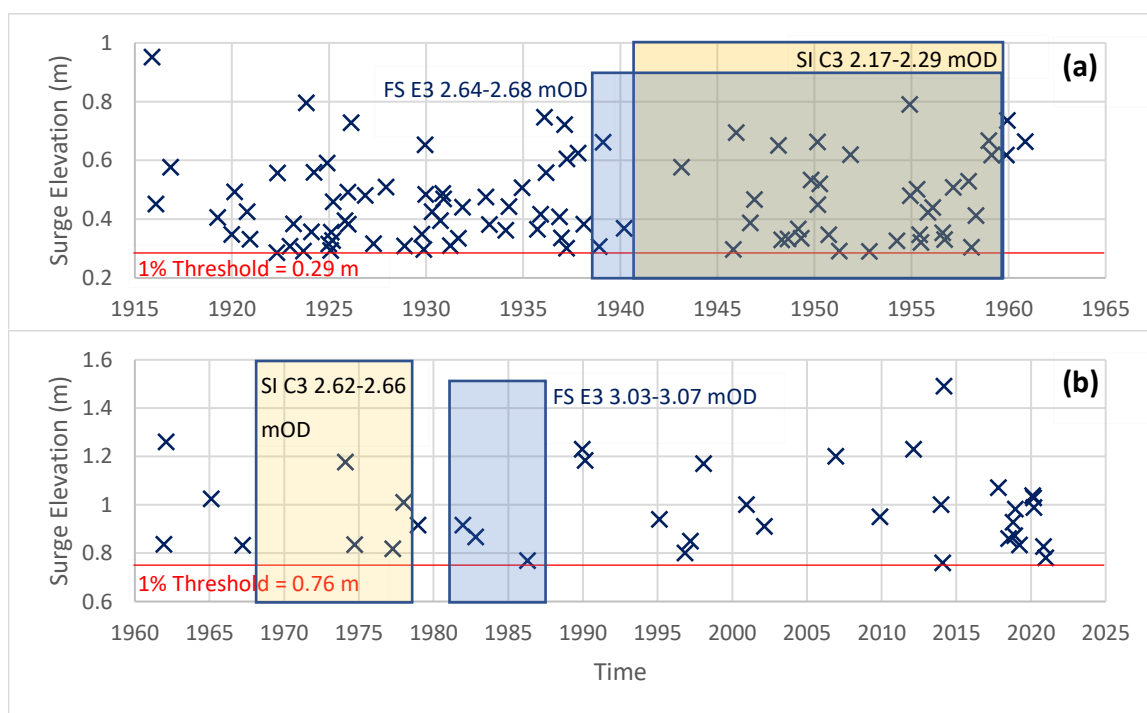 (a)
SI C3 2.17-2.29 mOD
FS E3 2.64-2.68 mOD
Surge Elevation (m)
1
0.8
0.6
0.4
0.2
1% Threshold = 0.29 m
1915 1920 1925 1930 1935 1940 1945 1950 1955 1960 1965
(b)
SI C3 2.62-2.66
mOD
FS E3 3.03-3.07 mOD
Surge Elevation (m)
1.6
1.4
1.2
1
0.8
0.6
1% Threshold = 0.76 m
1960 1965 1970 1975 1980 1985 1990 1995 2000 2005 2010 2015 2020 2025
Time